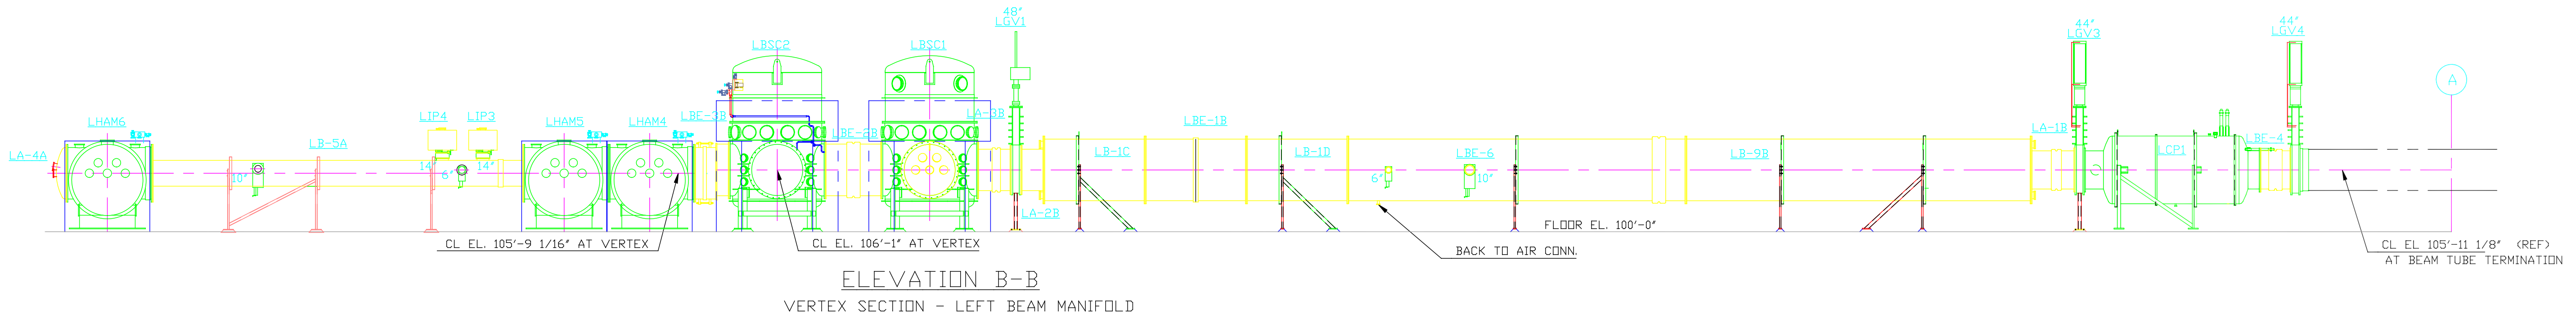 48"
LGV1
44"
LGV3
44"
LGV4
LBSC2
LBSC1
A
LHAM6
LIP4
LIP3
LHAM5
LHAM4
LBE-3B
LA-3B
LBE-1B
LA-1B
LB-5A
LBE-2B
LBE-4
LA-4A
LB-1C
LB-1D
LBE-6
LB-9B
LCP1
10"
14"
6"
14"
6"
10"
LA-2B
FLOOR EL. 100'-0"
CL EL. 105'-9 1/16" AT VERTEX
CL EL. 106'-1" AT VERTEX
BACK TO AIR CONN.
CL EL 105'-11 1/8" (REF)
AT BEAM TUBE TERMINATION
ELEVATION B-B
VERTEX SECTION - LEFT BEAM MANIFOLD